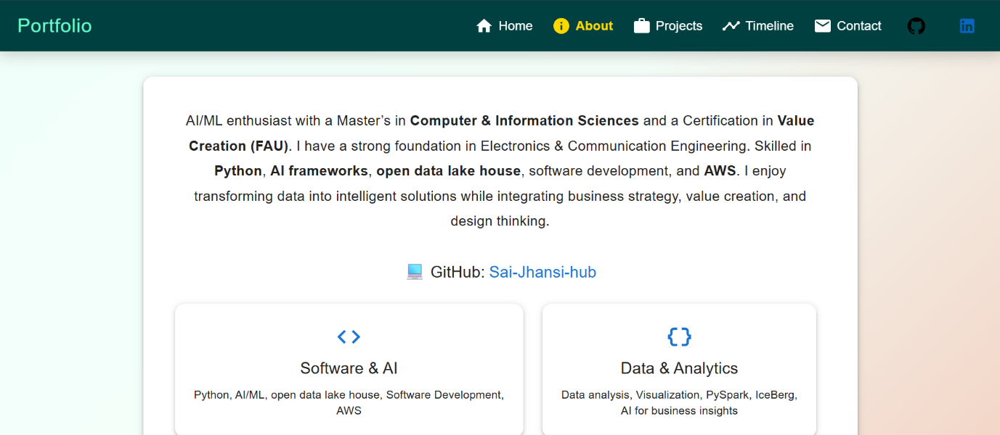 Portfolio
Home
About
Projects
Timeline
Contact
AI/ML enthusiast with a Master’s in Computer & Information Sciences and a Certification in Value
Creation (FAU). I have a strong foundation in Electronics & Communication Engineering. Skilled in
Python, AI frameworks, open data lake house, software development, and AWS. I enjoy
transforming data into intelligent solutions while integrating business strategy, value creation, and
design thinking.
GitHub: Sai-Jhansi-hub
Software & AI
Python, AI/ML, open data lake house, Software Development,
AWS
Data & Analytics
Data analysis, Visualization, PySpark, IceBerg,
AI for business insights